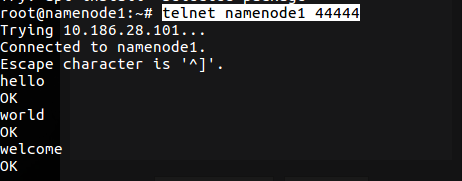 root@namenode1:~# telnet namenode1 44444
Trying 10.186.28.101...
Connected to namenode1.
Escape character is '^]'.
hello
OK
world
OK
welcome
OK